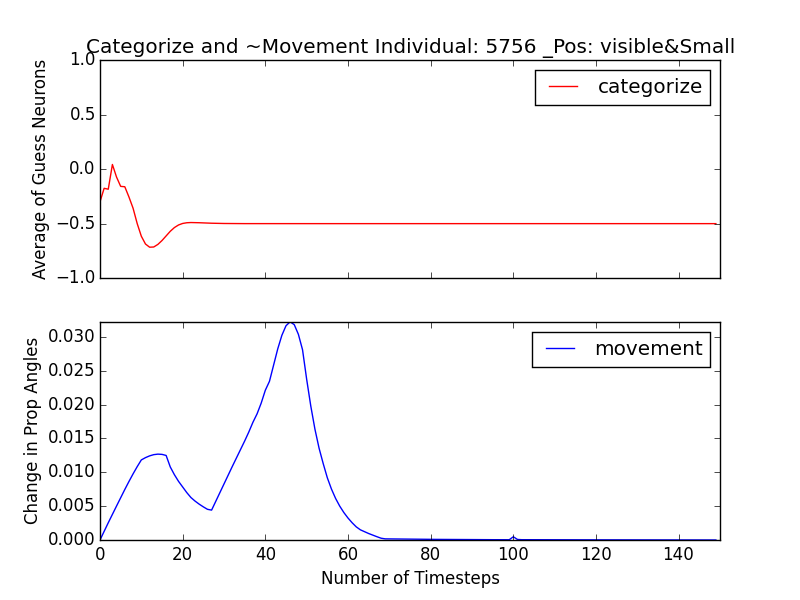 Categorize and ~Movement Individual: 5756 _Pos: visible&Small
1.0
0.5
0.0
−0.5
−1.0
Average of Guess Neurons
categorize
0.030
0.025
0.020
0.015
0.010
0.005
0.000
Change in Prop Angles
movement
0 20 40 60 80 100 120 140
Number of Timesteps